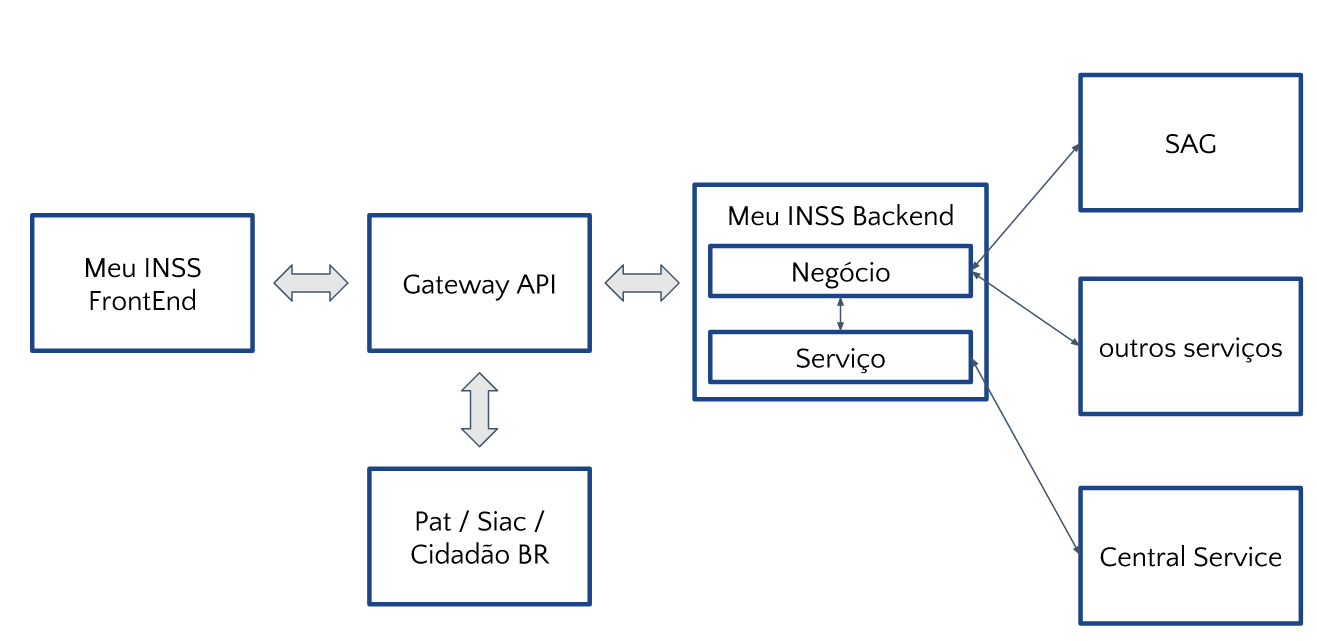 Meu INSS
FrontEnd
Gateway API
Pat / Siac /
Cidadão BR
Meu INSS Backend
Negócio
Serviço
SAG
outros serviços
Central Service